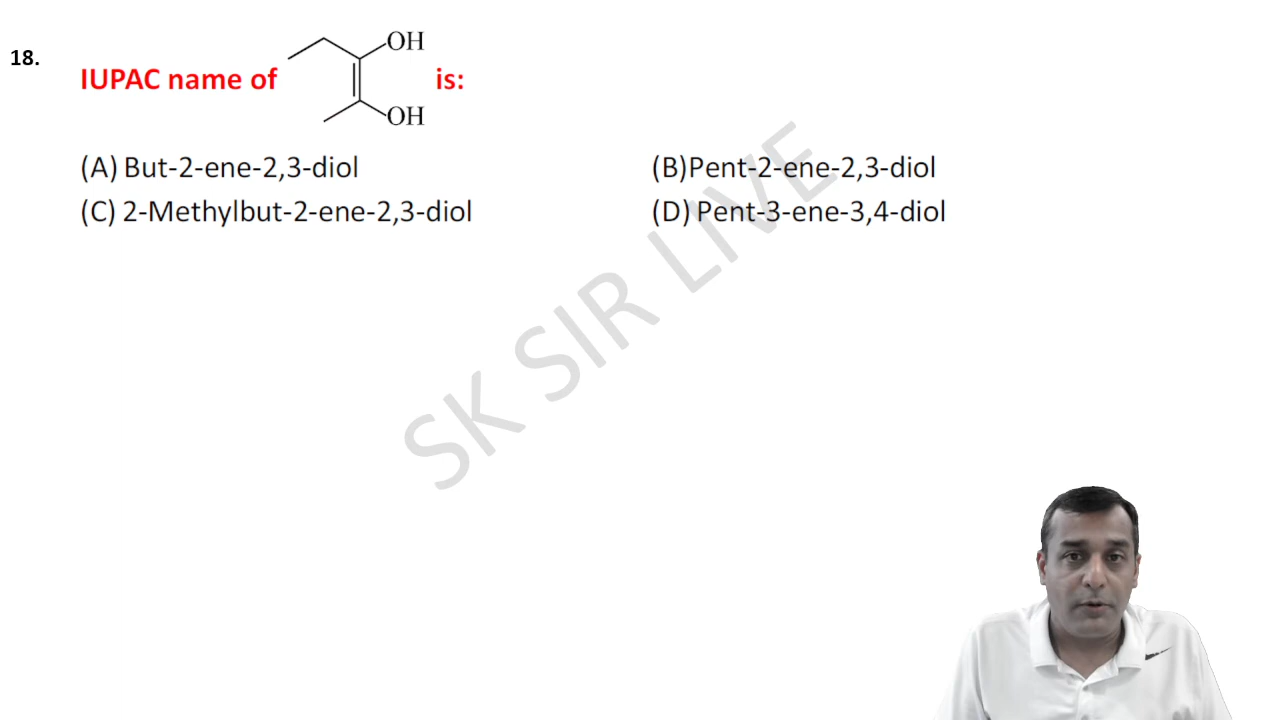 18.
OH
IUPAC name of is:
OH
(A) But-2-ene-2,3-diol (B)Pent-2-ene-2,3-diol
(C) 2-Methylbut-2-ene-2,3-diol (D) Pent-3-ene-3,4-diol
SK SIR LIVE